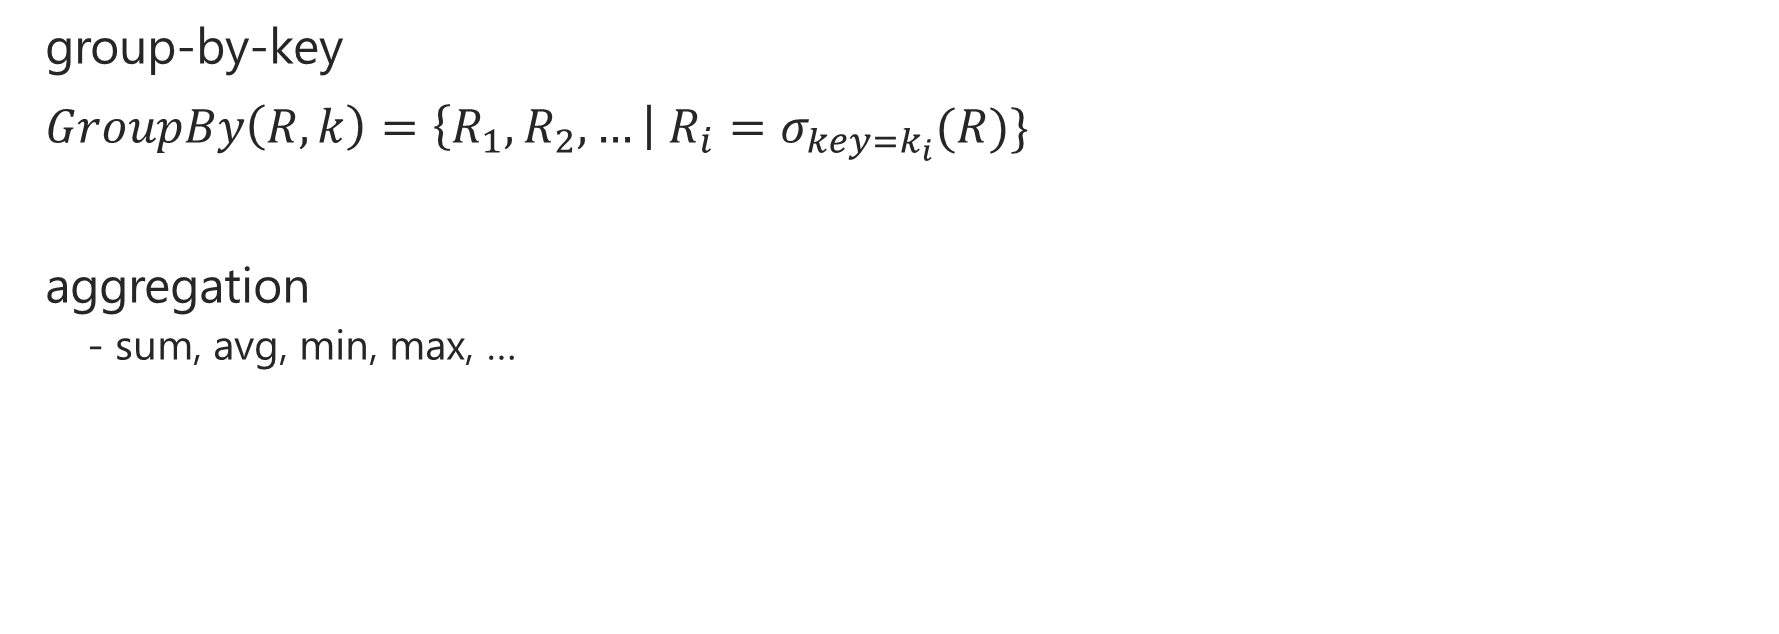 group-by-key
GroupBy(R, k) = {R₁, R₂, … | Rᵢ = σ_{key=kᵢ}(R)}
aggregation
- sum, avg, min, max, …